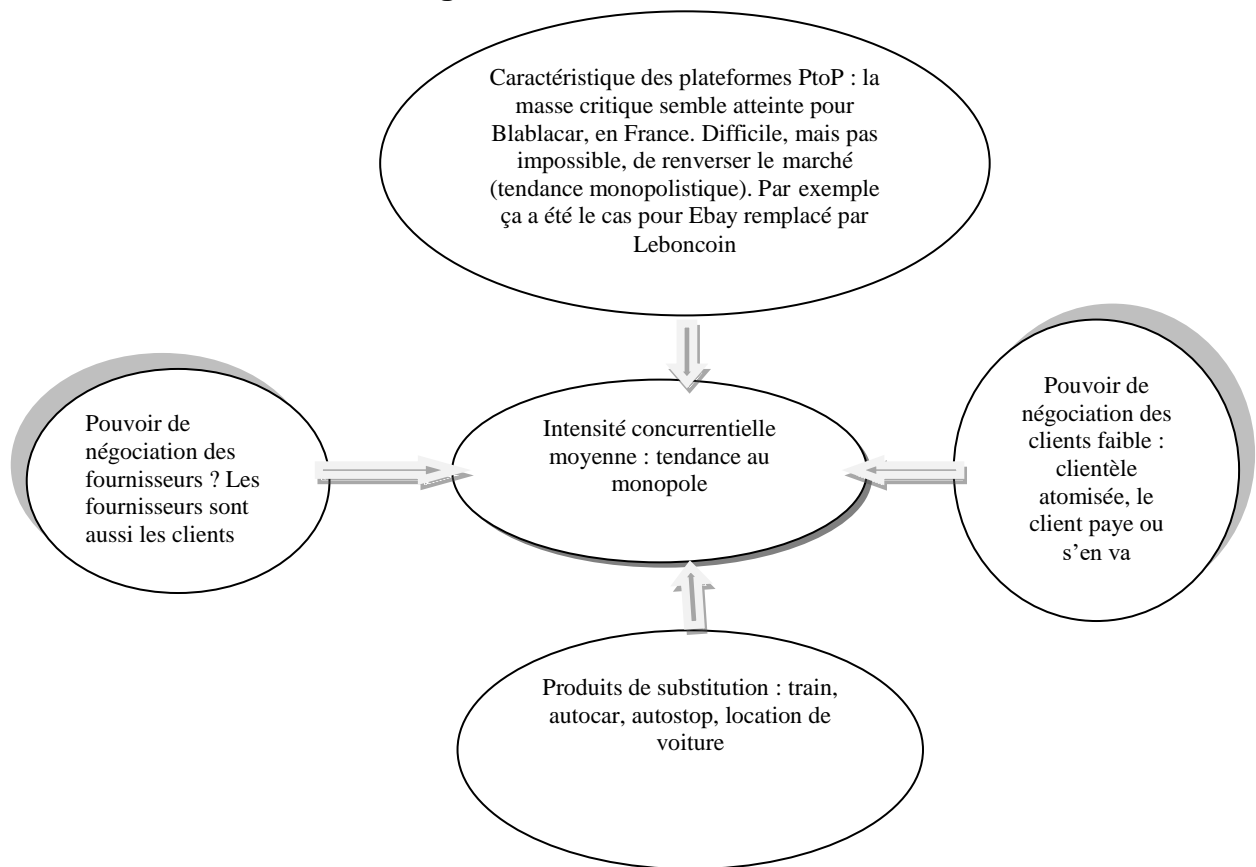 Caractéristique des plateformes PtoP : la
masse critique semble atteinte pour
Blablacar, en France. Difficile, mais pas
impossible, de renverser le marché
(tendance monopolistique). Par exemple
ça a été le cas pour Ebay remplacé par
Leboncoin
Pouvoir de
négociation des
fournisseurs ? Les
fournisseurs sont
aussi les clients
Intensité concurrentielle
moyenne : tendance au
monopole
Pouvoir de
négociation des
clients faible :
clientèle
atomisée, le
client paye ou
s’en va
Produits de substitution : train,
autocar, autostop, location de
voiture